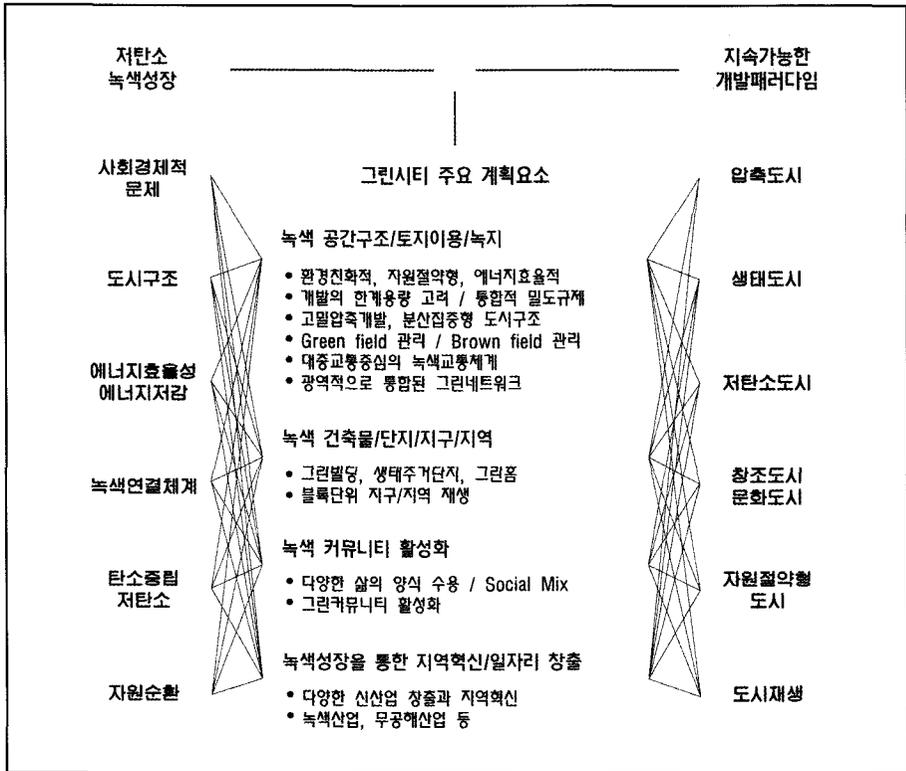 저탄소
녹색성장
지속가능한
개발패러다임
사회경제적
문제
그린시티 주요 계획요소
압축도시
녹색 공간구조/토지이용/녹지
도시구조
• 환경친화적, 자원절약형, 에너지효율적
• 개발의 한계용량 고려 / 통합적 밀도규제
• 고밀압축개발, 분산집중형 도시구조
• Green field 관리 / Brown field 관리
• 대중교통중심의 녹색교통체계
• 광역적으로 통합된 그린네트워크
생태도시
에너지효율성
에너지저감
저탄소도시
녹색 건축물/단지/지구/지역
• 그린빌딩, 생태주거단지, 그린홈
• 블록단위 지구/지역 재생
녹색연결체계
창조도시
문화도시
녹색 커뮤니티 활성화
• 다양한 삶의 양식 수용 / Social Mix
• 그린커뮤니티 활성화
탄소중립
저탄소
자원절약형
도시
녹색성장을 통한 지역혁신/일자리 창출
• 다양한 신산업 창출과 지역혁신
• 녹색산업, 무공해산업 등
자원순환
도시재생